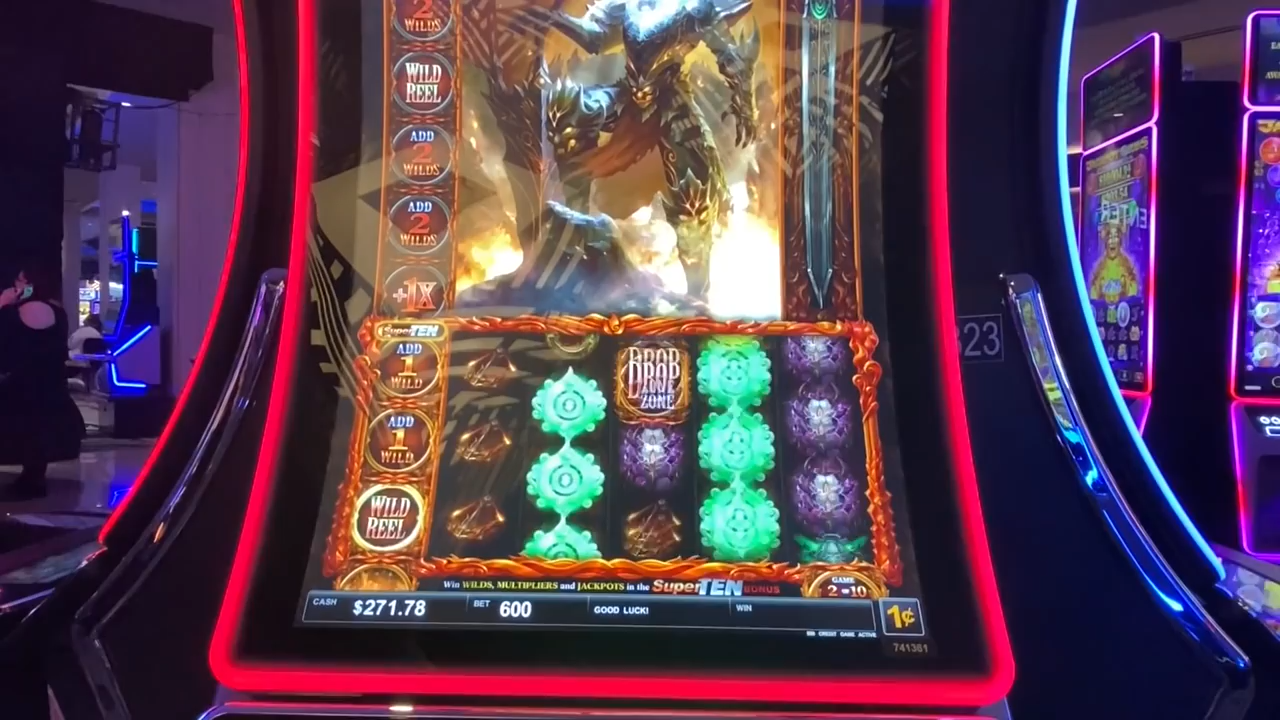 2
WILDS
WILD
REEL
ADD
2
WILDS
ADD
2
WILDS
+1X
SuperTEN
ADD
1
WILD
ADD
1
WILD
WILD
REEL
DROP
ZONE
323
Win WILDS, MULTIPLIERS and JACKPOTS in the SuperTEN BONUS
GAME
2 - 10
CASH $271.78 BET 600 GOOD LUCK! WIN 1¢
741361